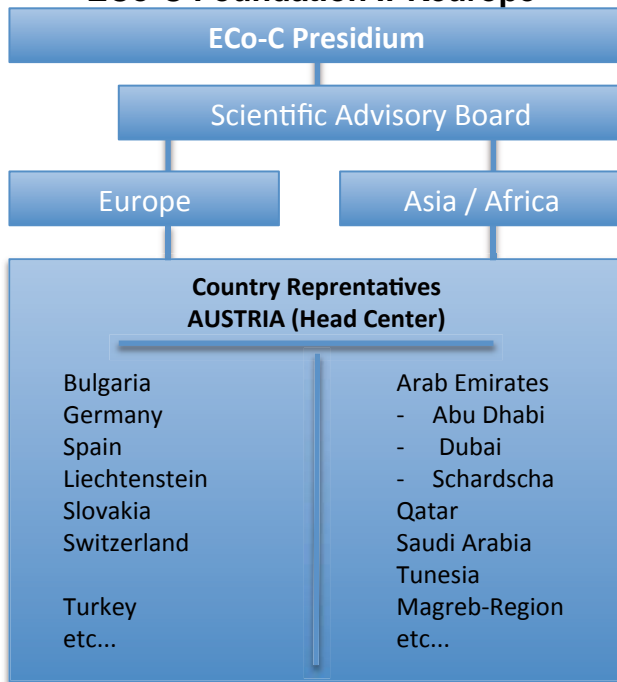 ECo-C Presidium
Scientific Advisory Board
Europe
Asia / Africa
Country Reprentatives
AUSTRIA (Head Center)
Bulgaria
Germany
Spain
Liechtenstein
Slovakia
Switzerland
Turkey
etc...
Arab Emirates
- Abu Dhabi
- Dubai
- Schardscha
Qatar
Saudi Arabia
Tunesia
Magreb-Region
etc...